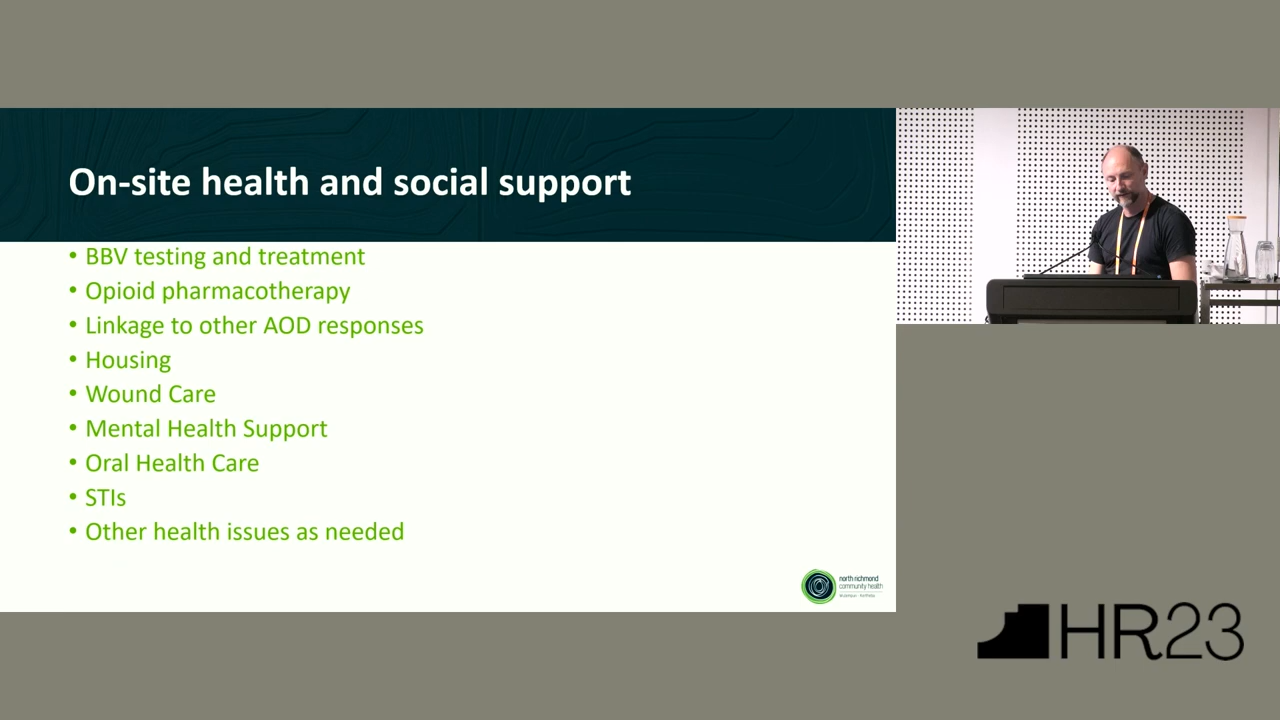 On-site health and social support
• BBV testing and treatment
• Opioid pharmacotherapy
• Linkage to other AOD responses
• Housing
• Wound Care
• Mental Health Support
• Oral Health Care
• STIs
• Other health issues as needed
north richmond
community health
HR23